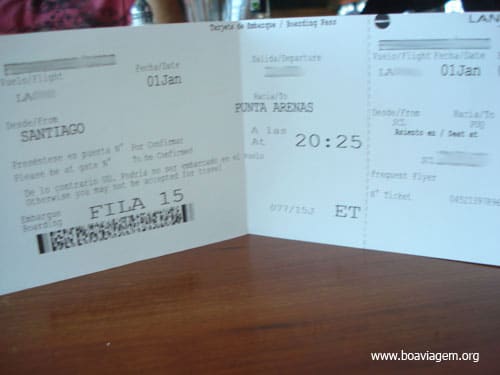 Tarjeta de Embarque / Boarding Pass
LAN
Vuelo/Flight Fecha/Date
LA 01Jan
Desde/From
SANTIAGO
Preséntese en puerta N° Por Confirmar
Please be at gate N° To be Confirmed
De lo contrario Ud. Podría no ser embarcado en el vuelo
Otherwise you may not be accepted for travel
Embarque
Boarding FILA 15
Salida/Departure
Hacia/To
PUNTA ARENAS
A las
At 20:25
077/15J ET
Vuelo/Flight Fecha/Date
LA 01Jan
Desde/From Hacia/To
SCL PUQ
Asiento en / Seat at
frequent flyer
N° Ticket
www.boaviagem.org